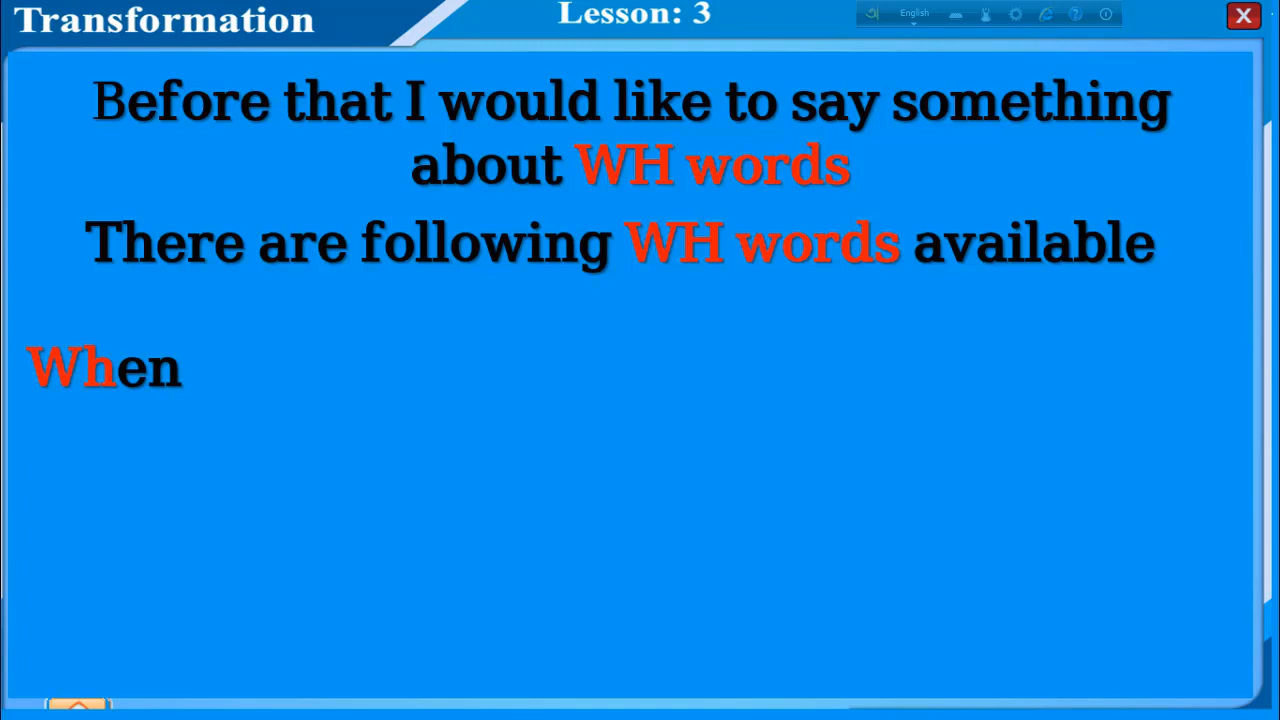 Transformation
Lesson: 3
English
Before that I would like to say something
about WH words
There are following WH words available
When